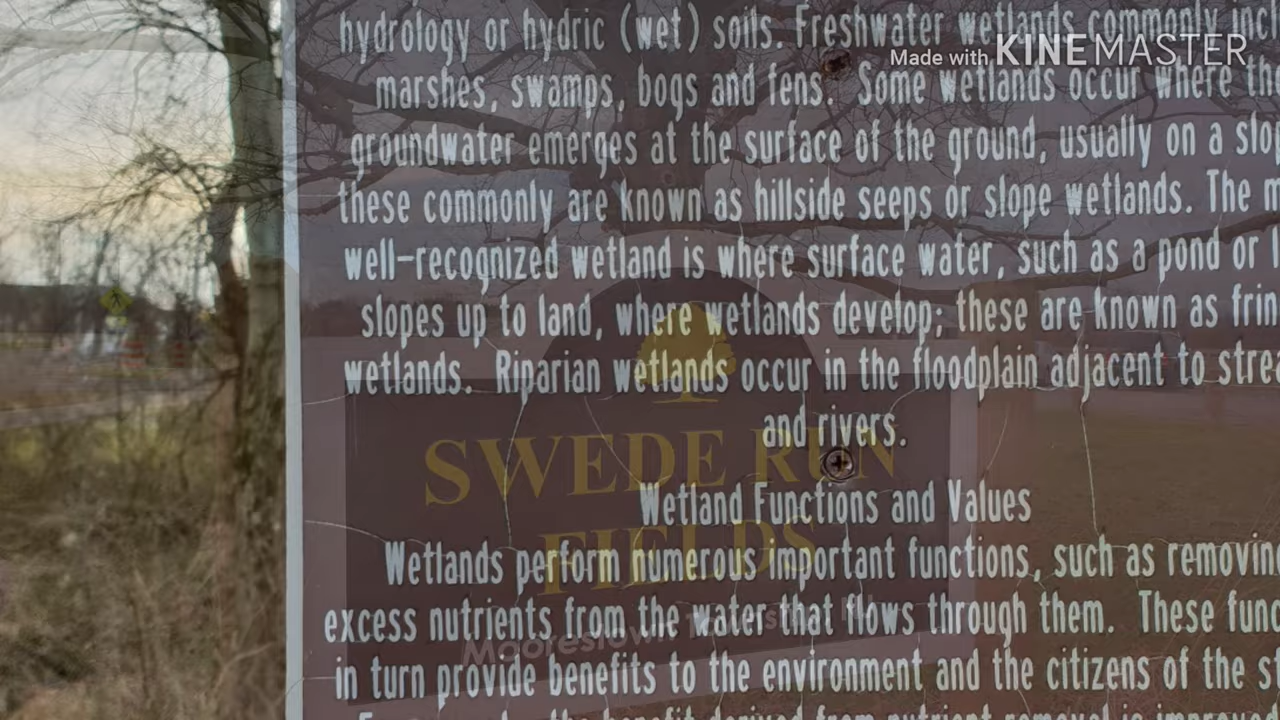 Made with KINEMASTER
hydrology or hydric (wet) soils. Freshwater wetlands commonly incl
marshes, swamps, bogs and fens. Some wetlands occur where th
groundwater emerges at the surface of the ground, usually on a slop
these commonly are known as hillside seeps or slope wetlands. The m
well-recognized wetland is where surface water, such as a pond or l
slopes up to land, where wetlands develop; these are known as frin
wetlands. Riparian wetlands occur in the floodplain adjacent to stre
and rivers.
Wetland Functions and Values
Wetlands perform numerous important functions, such as removin
excess nutrients from the water that flows through them. These func
in turn provide benefits to the environment and the citizens of the st
SWEDE RUN
FIELDS
Moorestown Township